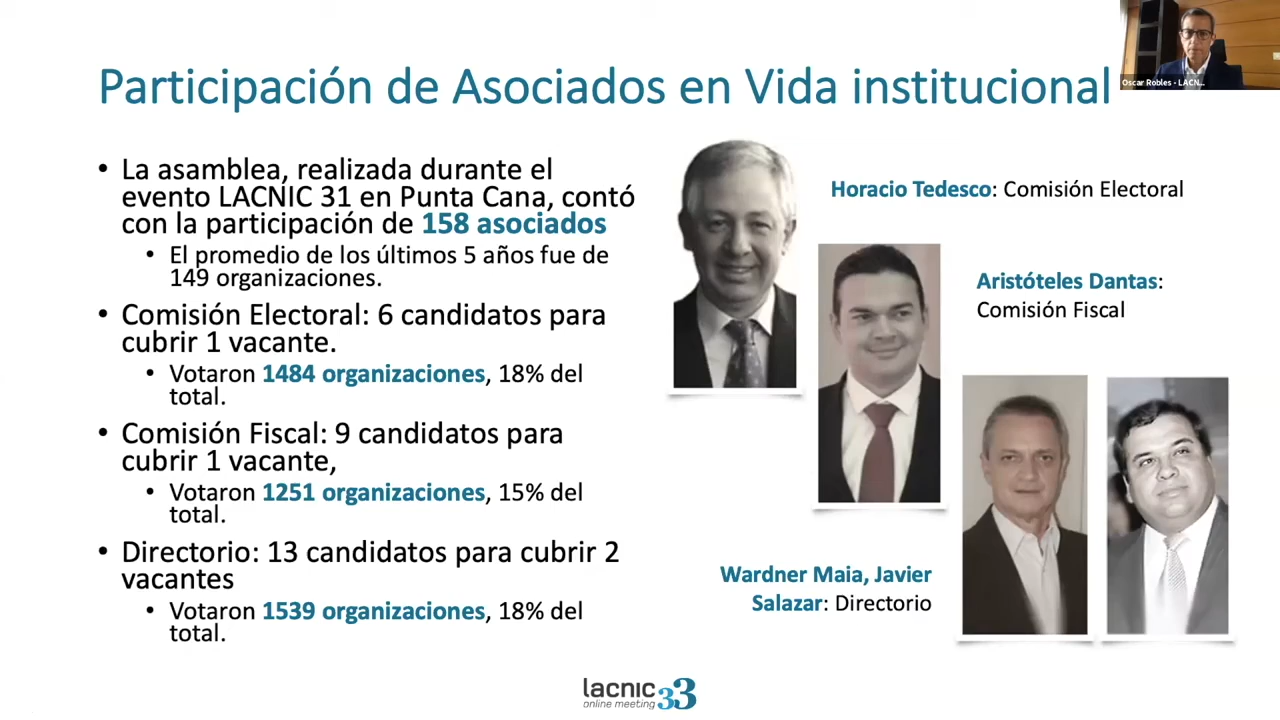 Participación de Asociados en Vida institucional
Oscar Robles - LACN...
• La asamblea, realizada durante el
evento LACNIC 31 en Punta Cana, contó
con la participación de 158 asociados
• El promedio de los últimos 5 años fue de
149 organizaciones.
• Comisión Electoral: 6 candidatos para
cubrir 1 vacante.
• Votaron 1484 organizaciones, 18% del
total.
• Comisión Fiscal: 9 candidatos para
cubrir 1 vacante,
• Votaron 1251 organizaciones, 15% del
total.
• Directorio: 13 candidatos para cubrir 2
vacantes
• Votaron 1539 organizaciones, 18% del
total.
Horacio Tedesco: Comisión Electoral
Aristóteles Dantas:
Comisión Fiscal
Wardner Maia, Javier
Salazar: Directorio
lacnic 33
online meeting